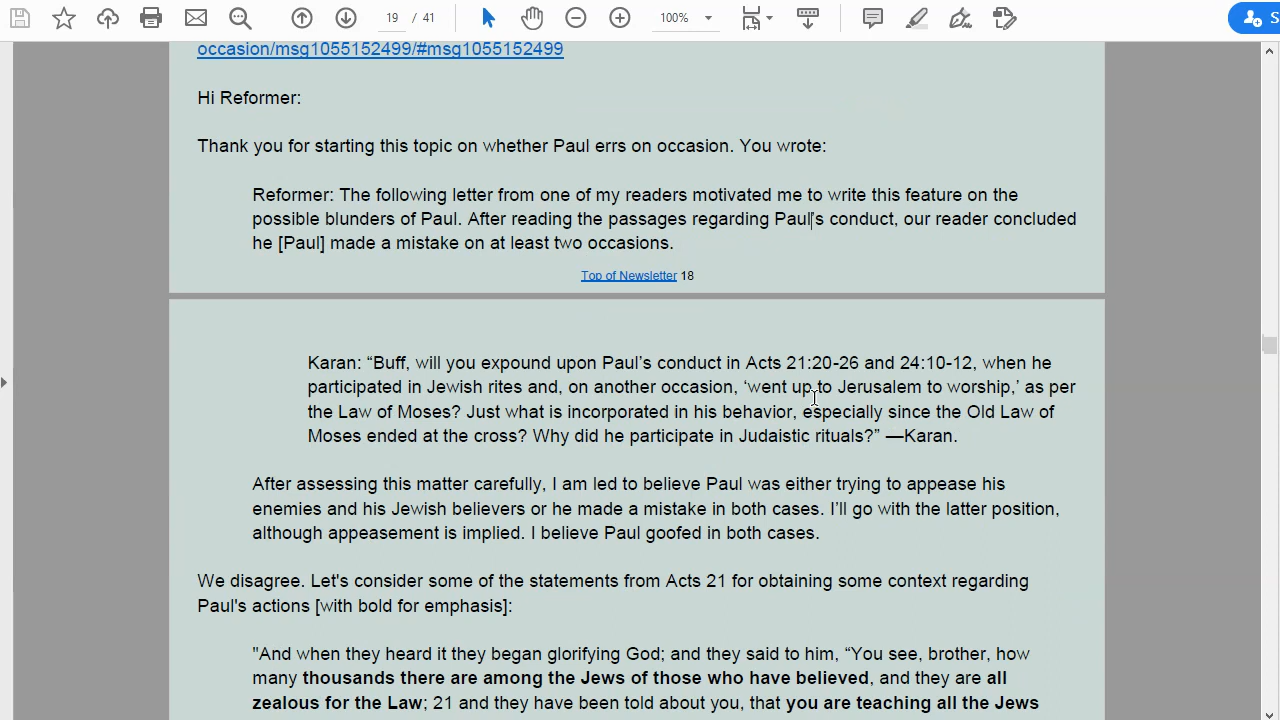 19 / 41
100%
S
occasion/msg1055152499/#msg1055152499
Hi Reformer:
Thank you for starting this topic on whether Paul errs on occasion. You wrote:
Reformer: The following letter from one of my readers motivated me to write this feature on the
possible blunders of Paul. After reading the passages regarding Paul's conduct, our reader concluded
he [Paul] made a mistake on at least two occasions.
Top of Newsletter 18
Karan: “Buff, will you expound upon Paul’s conduct in Acts 21:20-26 and 24:10-12, when he
participated in Jewish rites and, on another occasion, ‘went up to Jerusalem to worship,’ as per
the Law of Moses? Just what is incorporated in his behavior, especially since the Old Law of
Moses ended at the cross? Why did he participate in Judaistic rituals?” —Karan.
After assessing this matter carefully, I am led to believe Paul was either trying to appease his
enemies and his Jewish believers or he made a mistake in both cases. I’ll go with the latter position,
although appeasement is implied. I believe Paul goofed in both cases.
We disagree. Let's consider some of the statements from Acts 21 for obtaining some context regarding
Paul's actions [with bold for emphasis]:
"And when they heard it they began glorifying God; and they said to him, “You see, brother, how
many thousands there are among the Jews of those who have believed, and they are all
zealous for the Law; 21 and they have been told about you, that you are teaching all the Jews